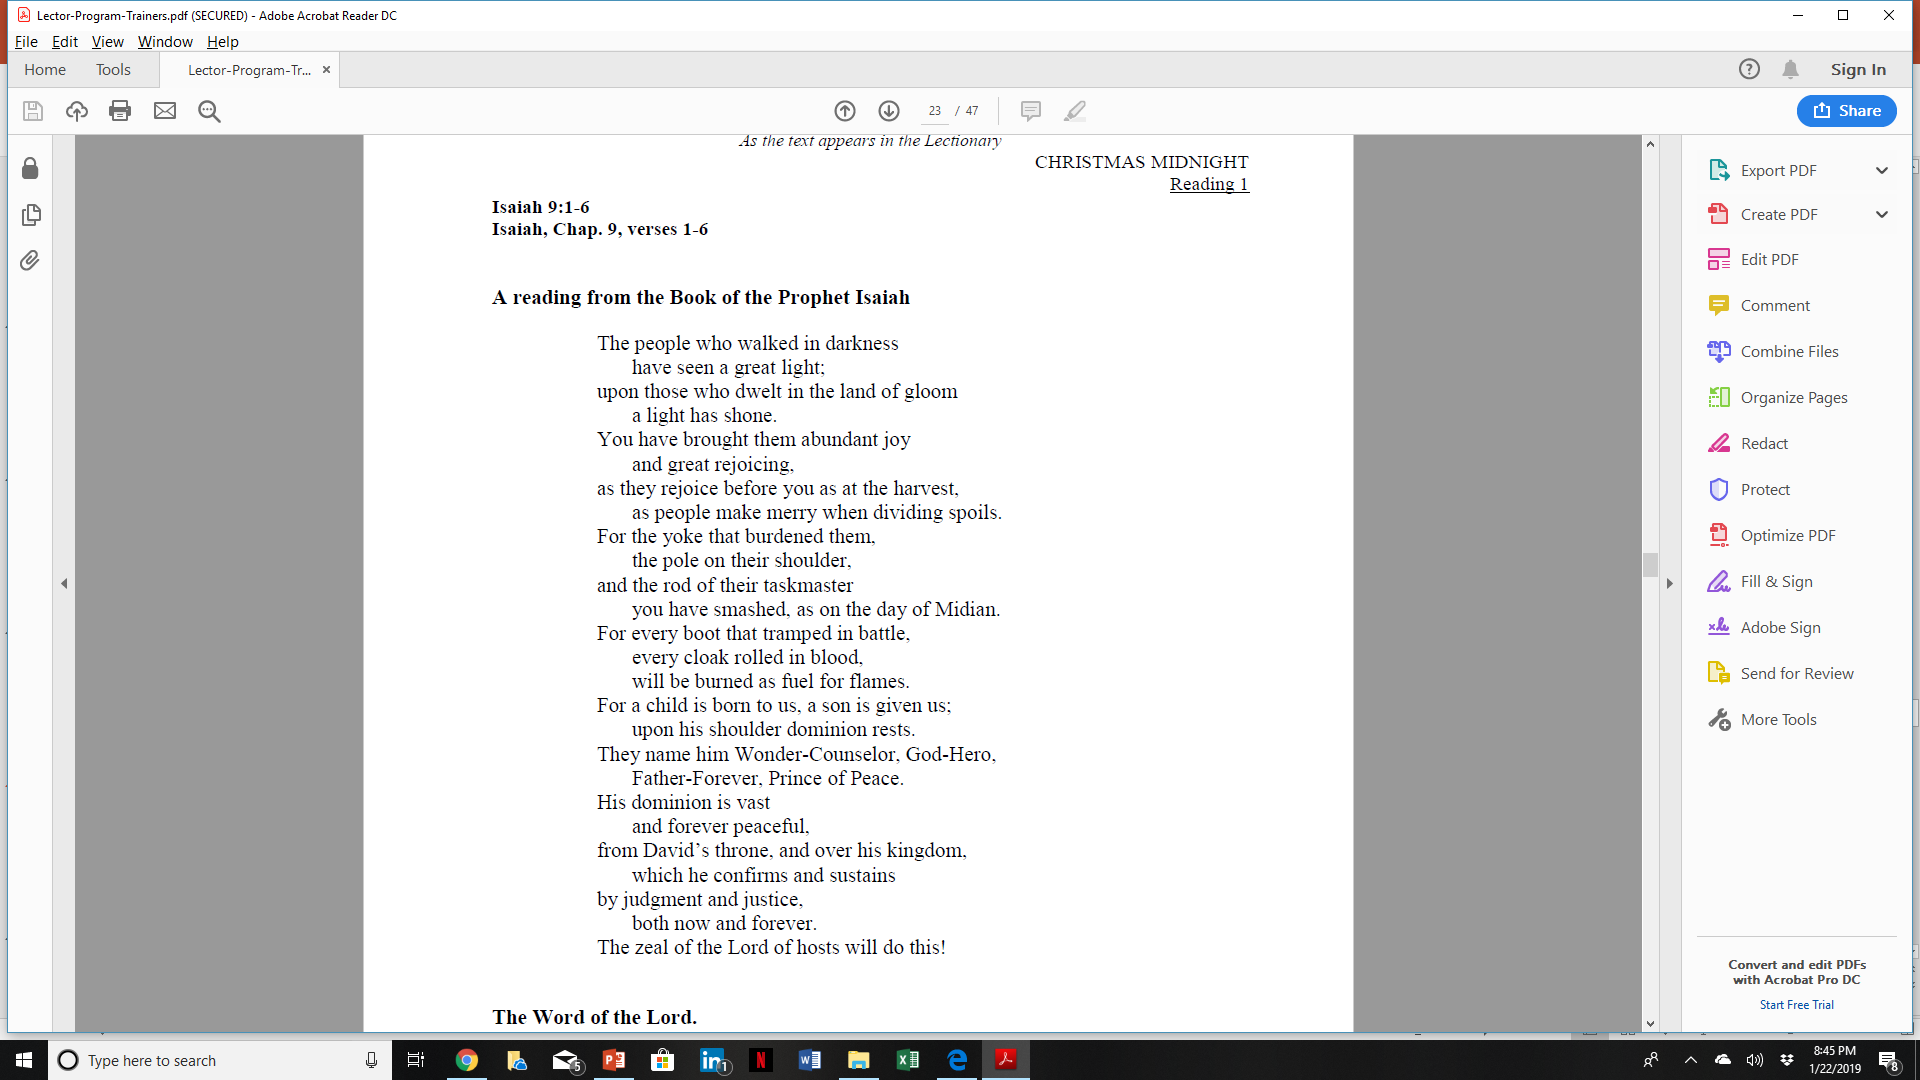 Lector-Program-Trainers.pdf (SECURED) - Adobe Acrobat Reader DC
File Edit View Window Help
Home Tools Lector-Program-Tr... × Sign In
23 / 47 Share
As the text appears in the Lectionary
CHRISTMAS MIDNIGHT
Reading 1
Isaiah 9:1-6
Isaiah, Chap. 9, verses 1-6
A reading from the Book of the Prophet Isaiah
The people who walked in darkness
have seen a great light;
upon those who dwelt in the land of gloom
a light has shone.
You have brought them abundant joy
and great rejoicing,
as they rejoice before you as at the harvest,
as people make merry when dividing spoils.
For the yoke that burdened them,
the pole on their shoulder,
and the rod of their taskmaster
you have smashed, as on the day of Midian.
For every boot that tramped in battle,
every cloak rolled in blood,
will be burned as fuel for flames.
For a child is born to us, a son is given us;
upon his shoulder dominion rests.
They name him Wonder-Counselor, God-Hero,
Father-Forever, Prince of Peace.
His dominion is vast
and forever peaceful,
from David’s throne, and over his kingdom,
which he confirms and sustains
by judgment and justice,
both now and forever.
The zeal of the Lord of hosts will do this!
The Word of the Lord.
Export PDF
Create PDF
Edit PDF
Comment
Combine Files
Organize Pages
Redact
Protect
Optimize PDF
Fill & Sign
Adobe Sign
Send for Review
More Tools
Convert and edit PDFs
with Acrobat Pro DC
Start Free Trial
Type here to search
5
1
8:45 PM
1/22/2019
8